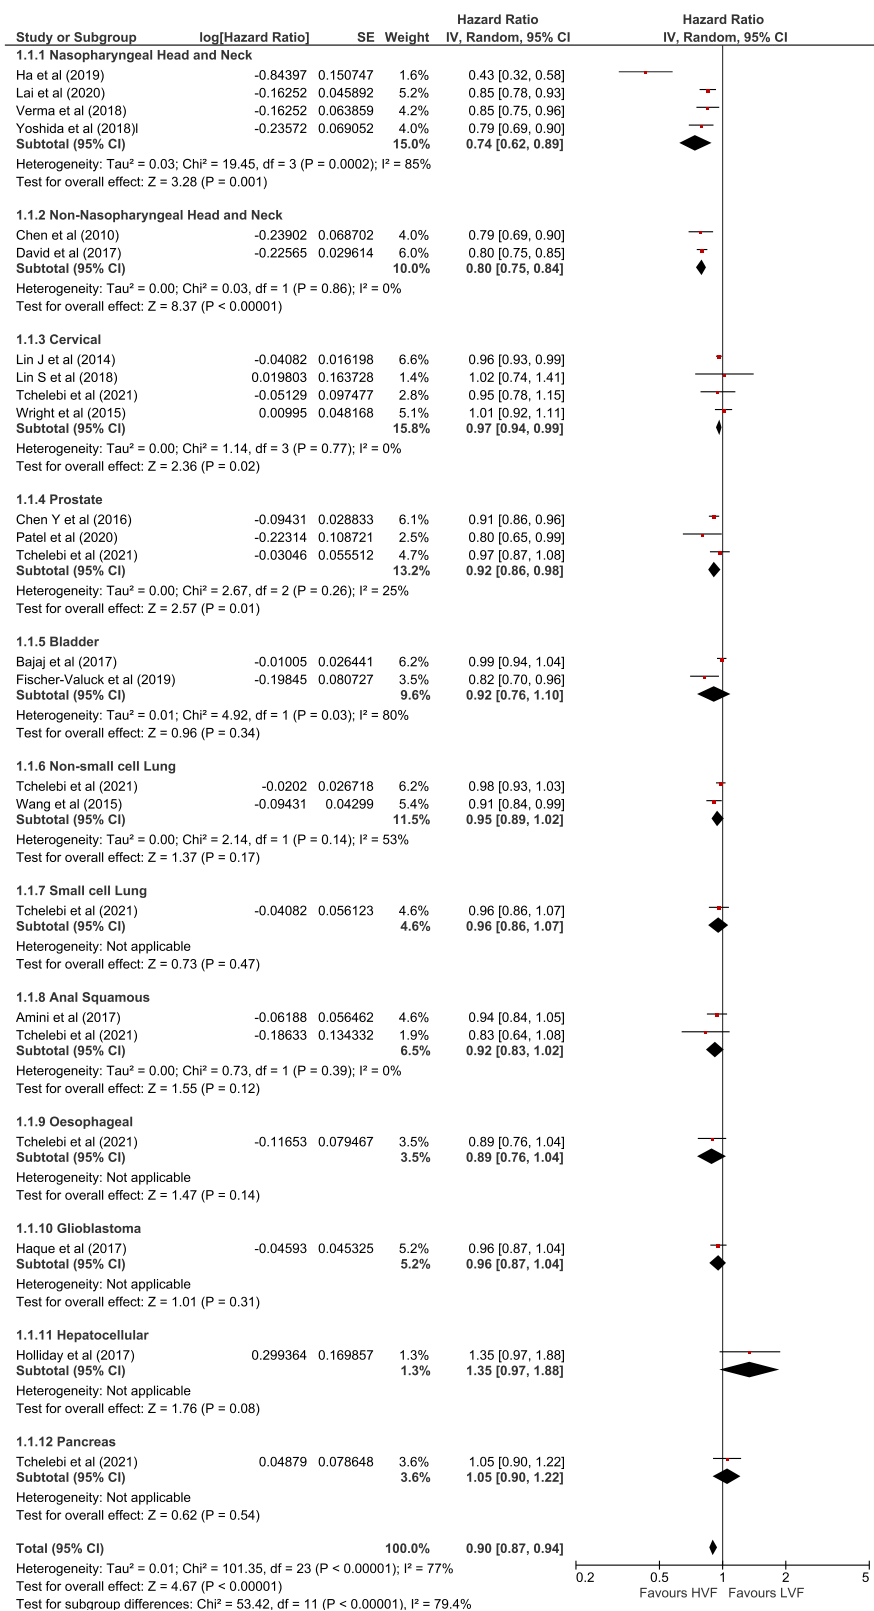 Hazard Ratio Hazard Ratio
Study or Subgroup log[Hazard Ratio] SE Weight IV, Random, 95% CI IV, Random, 95% CI
1.1.1 Nasopharyngeal Head and Neck
Ha et al (2019) -0.84397 0.150747 1.6% 0.43 [0.32, 0.58]
Lai et al (2020) -0.16252 0.045892 5.2% 0.85 [0.78, 0.93]
Verma et al (2018) -0.16252 0.063859 4.2% 0.85 [0.75, 0.96]
Yoshida et al (2018)l -0.23572 0.069052 4.0% 0.79 [0.69, 0.90]
Subtotal (95% CI) 15.0% 0.74 [0.62, 0.89]
Heterogeneity: Tau² = 0.03; Chi² = 19.45, df = 3 (P = 0.0002); I² = 85%
Test for overall effect: Z = 3.28 (P = 0.001)
1.1.2 Non-Nasopharyngeal Head and Neck
Chen et al (2010) -0.23902 0.068702 4.0% 0.79 [0.69, 0.90]
David et al (2017) -0.22565 0.029614 6.0% 0.80 [0.75, 0.85]
Subtotal (95% CI) 10.0% 0.80 [0.75, 0.84]
Heterogeneity: Tau² = 0.00; Chi² = 0.03, df = 1 (P = 0.86); I² = 0%
Test for overall effect: Z = 8.37 (P < 0.00001)
1.1.3 Cervical
Lin J et al (2014) -0.04082 0.016198 6.6% 0.96 [0.93, 0.99]
Lin S et al (2018) 0.019803 0.163728 1.4% 1.02 [0.74, 1.41]
Tchelebi et al (2021) -0.05129 0.097477 2.8% 0.95 [0.78, 1.15]
Wright et al (2015) 0.00995 0.048168 5.1% 1.01 [0.92, 1.11]
Subtotal (95% CI) 15.8% 0.97 [0.94, 0.99]
Heterogeneity: Tau² = 0.00; Chi² = 1.14, df = 3 (P = 0.77); I² = 0%
Test for overall effect: Z = 2.36 (P = 0.02)
1.1.4 Prostate
Chen Y et al (2016) -0.09431 0.028833 6.1% 0.91 [0.86, 0.96]
Patel et al (2020) -0.22314 0.108721 2.5% 0.80 [0.65, 0.99]
Tchelebi et al (2021) -0.03046 0.055512 4.7% 0.97 [0.87, 1.08]
Subtotal (95% CI) 13.2% 0.92 [0.86, 0.98]
Heterogeneity: Tau² = 0.00; Chi² = 2.67, df = 2 (P = 0.26); I² = 25%
Test for overall effect: Z = 2.57 (P = 0.01)
1.1.5 Bladder
Bajaj et al (2017) -0.01005 0.026441 6.2% 0.99 [0.94, 1.04]
Fischer-Valuck et al (2019) -0.19845 0.080727 3.5% 0.82 [0.70, 0.96]
Subtotal (95% CI) 9.6% 0.92 [0.76, 1.10]
Heterogeneity: Tau² = 0.01; Chi² = 4.92, df = 1 (P = 0.03); I² = 80%
Test for overall effect: Z = 0.96 (P = 0.34)
1.1.6 Non-small cell Lung
Tchelebi et al (2021) -0.0202 0.026718 6.2% 0.98 [0.93, 1.03]
Wang et al (2015) -0.09431 0.04299 5.4% 0.91 [0.84, 0.99]
Subtotal (95% CI) 11.5% 0.95 [0.89, 1.02]
Heterogeneity: Tau² = 0.00; Chi² = 2.14, df = 1 (P = 0.14); I² = 53%
Test for overall effect: Z = 1.37 (P = 0.17)
1.1.7 Small cell Lung
Tchelebi et al (2021) -0.04082 0.056123 4.6% 0.96 [0.86, 1.07]
Subtotal (95% CI) 4.6% 0.96 [0.86, 1.07]
Heterogeneity: Not applicable
Test for overall effect: Z = 0.73 (P = 0.47)
1.1.8 Anal Squamous
Amini et al (2017) -0.06188 0.056462 4.6% 0.94 [0.84, 1.05]
Tchelebi et al (2021) -0.18633 0.134332 1.9% 0.83 [0.64, 1.08]
Subtotal (95% CI) 6.5% 0.92 [0.83, 1.02]
Heterogeneity: Tau² = 0.00; Chi² = 0.73, df = 1 (P = 0.39); I² = 0%
Test for overall effect: Z = 1.55 (P = 0.12)
1.1.9 Oesophageal
Tchelebi et al (2021) -0.11653 0.079467 3.5% 0.89 [0.76, 1.04]
Subtotal (95% CI) 3.5% 0.89 [0.76, 1.04]
Heterogeneity: Not applicable
Test for overall effect: Z = 1.47 (P = 0.14)
1.1.10 Glioblastoma
Haque et al (2017) -0.04593 0.045325 5.2% 0.96 [0.87, 1.04]
Subtotal (95% CI) 5.2% 0.96 [0.87, 1.04]
Heterogeneity: Not applicable
Test for overall effect: Z = 1.01 (P = 0.31)
1.1.11 Hepatocellular
Holliday et al (2017) 0.299364 0.169857 1.3% 1.35 [0.97, 1.88]
Subtotal (95% CI) 1.3% 1.35 [0.97, 1.88]
Heterogeneity: Not applicable
Test for overall effect: Z = 1.76 (P = 0.08)
1.1.12 Pancreas
Tchelebi et al (2021) 0.04879 0.078648 3.6% 1.05 [0.90, 1.22]
Subtotal (95% CI) 3.6% 1.05 [0.90, 1.22]
Heterogeneity: Not applicable
Test for overall effect: Z = 0.62 (P = 0.54)
Total (95% CI) 100.0% 0.90 [0.87, 0.94]
Heterogeneity: Tau² = 0.01; Chi² = 101.35, df = 23 (P < 0.00001); I² = 77%
Test for overall effect: Z = 4.67 (P < 0.00001)
Test for subgroup differences: Chi² = 53.42, df = 11 (P < 0.00001), I² = 79.4%
0.2 0.5 1 2 5
Favours HVF Favours LVF